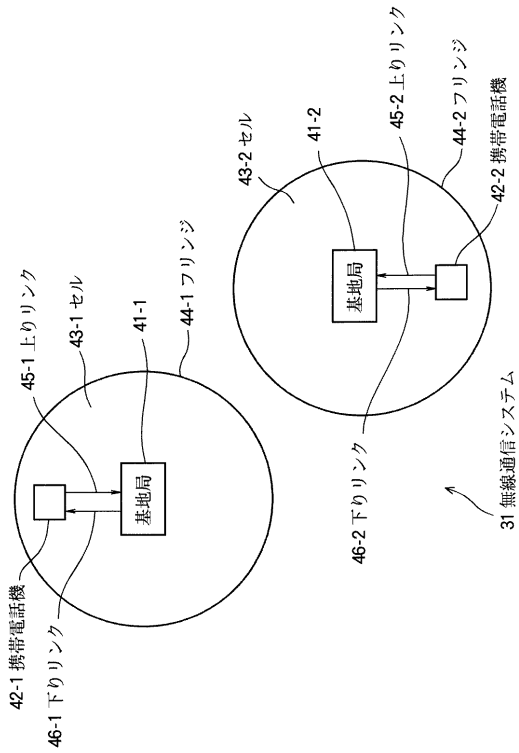 42-1 携帯電話機
46-1 下りリンク
45-1 上りリンク
43-1 セル
41-1
44-1 フリンジ
基地局
43-2 セル
41-2
45-2 上りリンク
44-2 フリンジ
42-2 携帯電話機
基地局
46-2 下りリンク
31 無線通信システム